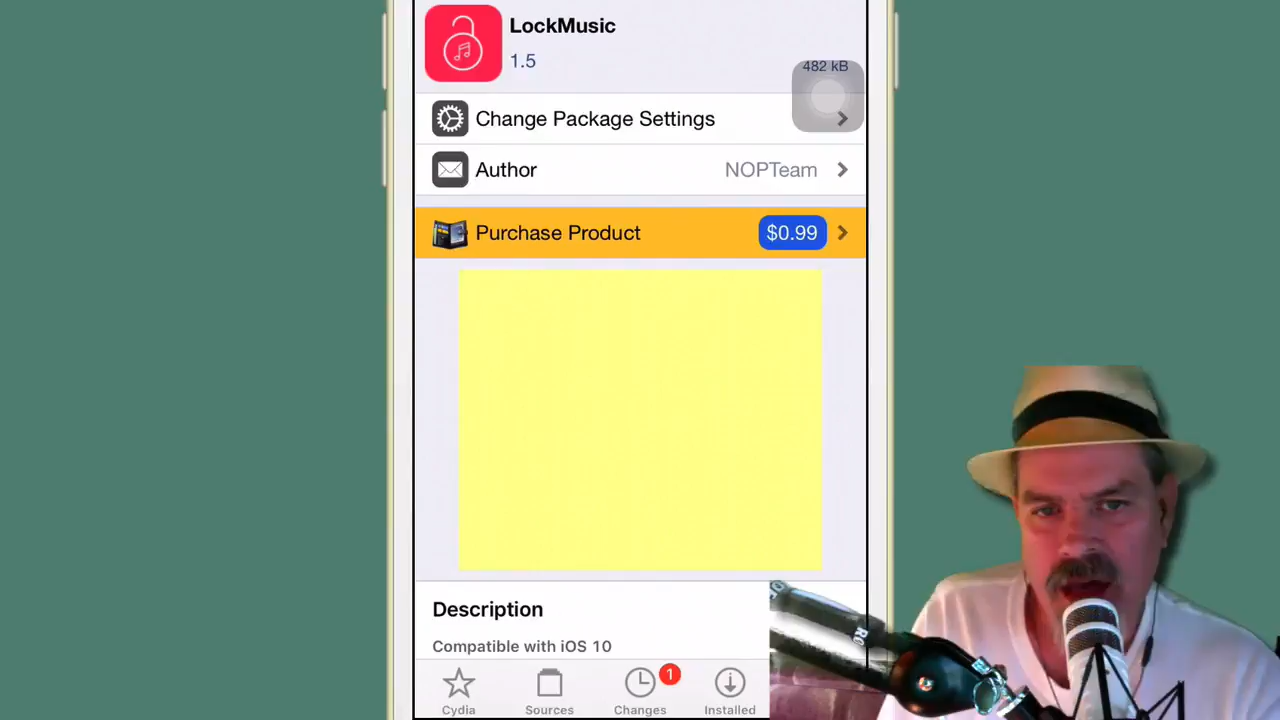 LockMusic
1.5
482 kB
Change Package Settings
Author
NOPTeam
Purchase Product
$0.99
Description
Compatible with iOS 10
1
Cydia
Sources
Changes
Installed